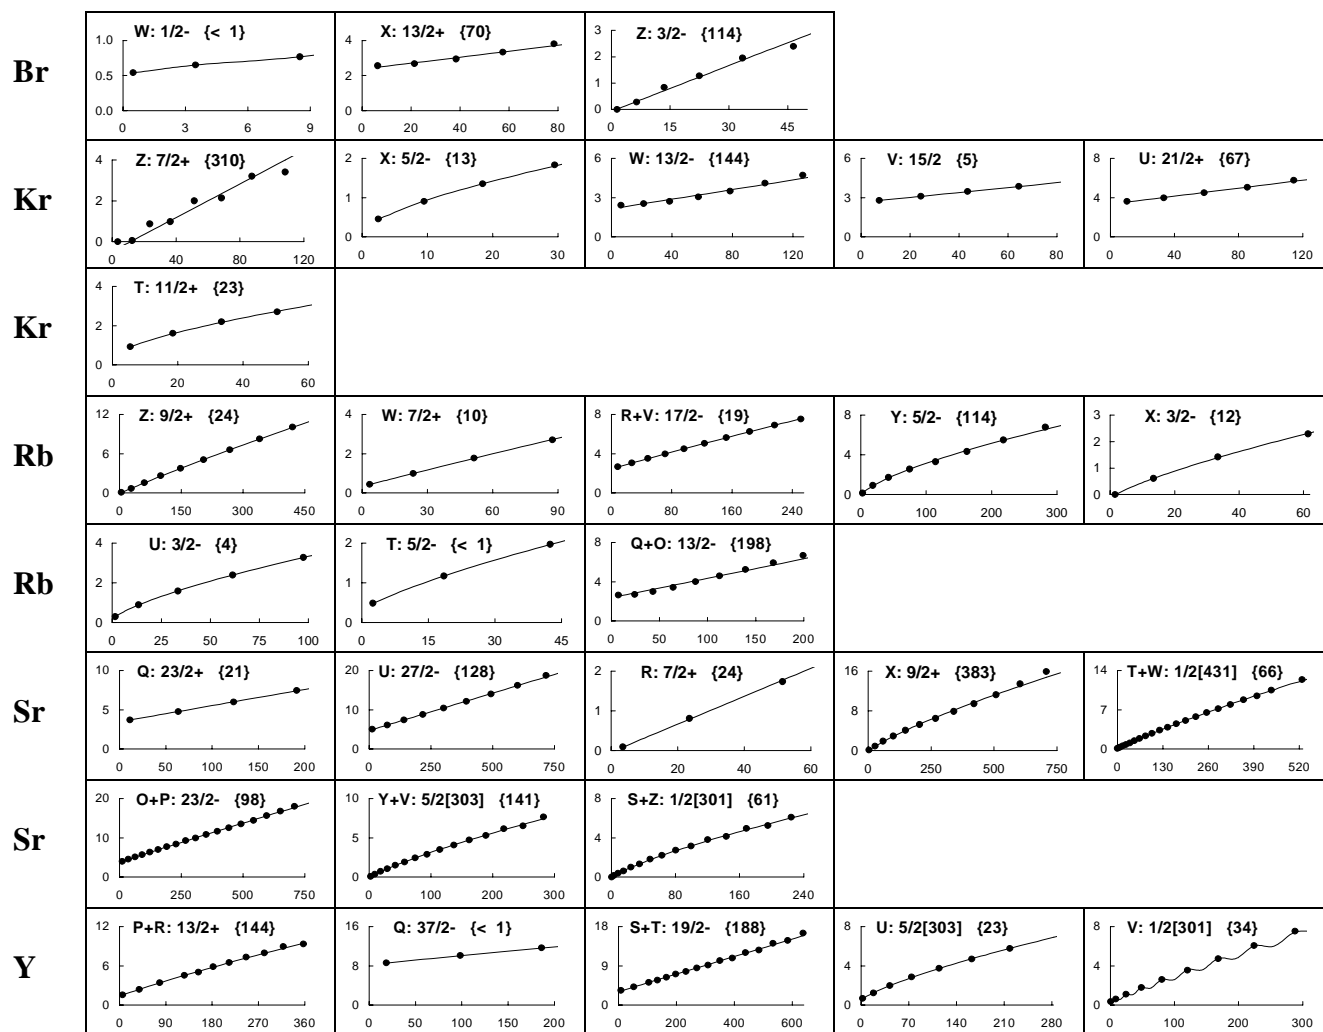 Br
W: 1/2- {< 1}
1.0
0.5
0.0
0 3 6 9
X: 13/2+ {70}
4
2
0
0 20 40 60 80
Z: 3/2- {114}
3
2
1
0
0 15 30 45
Kr
Z: 7/2+ {310}
4
2
0
0 40 80 120
X: 5/2- {13}
2
1
0
0 10 20 30
W: 13/2- {144}
6
3
0
0 40 80 120
V: 15/2 {5}
6
3
0
0 20 40 60 80
U: 21/2+ {67}
8
4
0
0 40 80 120
Kr
T: 11/2+ {23}
4
2
0
0 20 40 60
Rb
Z: 9/2+ {24}
12
6
0
0 150 300 450
W: 7/2+ {10}
4
2
0
0 30 60 90
R+V: 17/2- {19}
8
4
0
0 80 160 240
Y: 5/2- {114}
8
4
0
0 100 200 300
X: 3/2- {12}
3
2
1
0
0 20 40 60
Rb
U: 3/2- {4}
4
2
0
0 25 50 75 100
T: 5/2- {< 1}
2
1
0
0 15 30 45
Q+O: 13/2- {198}
8
4
0
0 50 100 150 200
Sr
Q: 23/2+ {21}
10
5
0
0 50 100 150 200
U: 27/2- {128}
20
10
0
0 250 500 750
R: 7/2+ {24}
2
1
0
0 20 40 60
X: 9/2+ {383}
16
8
0
0 250 500 750
T+W: 1/2[431] {66}
14
7
0
0 130 260 390 520
Sr
O+P: 23/2- {98}
20
10
0
0 250 500 750
Y+V: 5/2[303] {141}
10
5
0
0 100 200 300
S+Z: 1/2[301] {61}
8
4
0
0 80 160 240
Y
P+R: 13/2+ {144}
12
6
0
0 90 180 270 360
Q: 37/2- {< 1}
16
8
0
0 50 100 150 200
S+T: 19/2- {188}
18
9
0
0 200 400 600
U: 5/2[303] {23}
8
4
0
0 70 140 210 280
V: 1/2[301] {34}
8
4
0
0 100 200 300